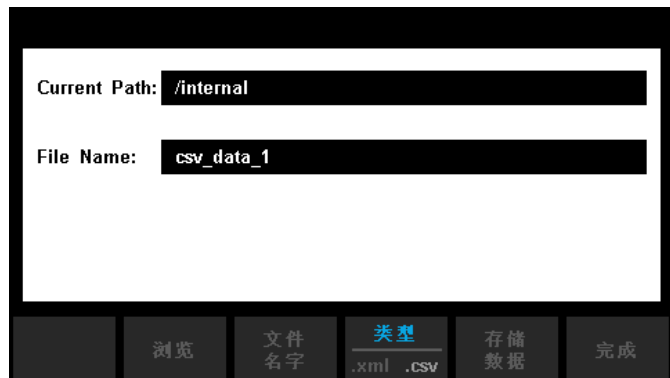 Current Path: /internal
File Name: csv_data_1
浏览
文件
名字
类型
.xml .csv
存储
数据
完成